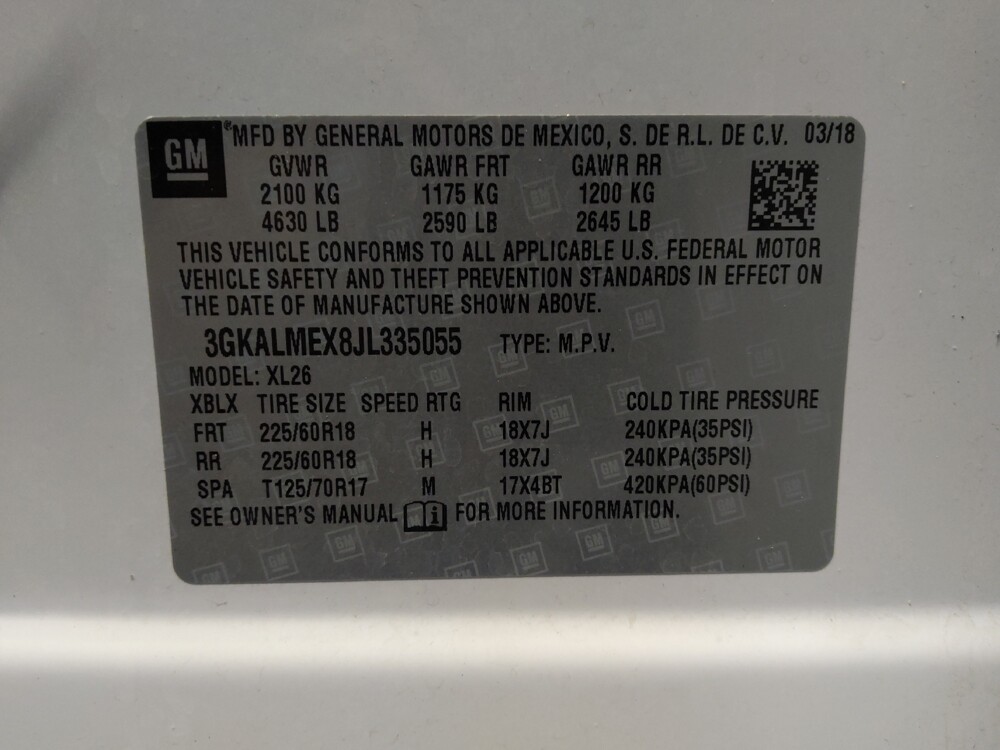 GM ®MFD BY GENERAL MOTORS DE MEXICO, S. DE R.L. DE C.V. 03/18
GVWR GAWR FRT GAWR RR
2100 KG 1175 KG 1200 KG
4630 LB 2590 LB 2645 LB
THIS VEHICLE CONFORMS TO ALL APPLICABLE U.S. FEDERAL MOTOR
VEHICLE SAFETY AND THEFT PREVENTION STANDARDS IN EFFECT ON
THE DATE OF MANUFACTURE SHOWN ABOVE.
3GKALMEX8JL335055 TYPE: M.P.V.
MODEL: XL26
XBLX TIRE SIZE SPEED RTG RIM COLD TIRE PRESSURE
FRT 225/60R18 H 18X7J 240KPA(35PSI)
RR 225/60R18 H 18X7J 240KPA(35PSI)
SPA T125/70R17 M 17X4BT 420KPA(60PSI)
SEE OWNER'S MANUAL i FOR MORE INFORMATION.